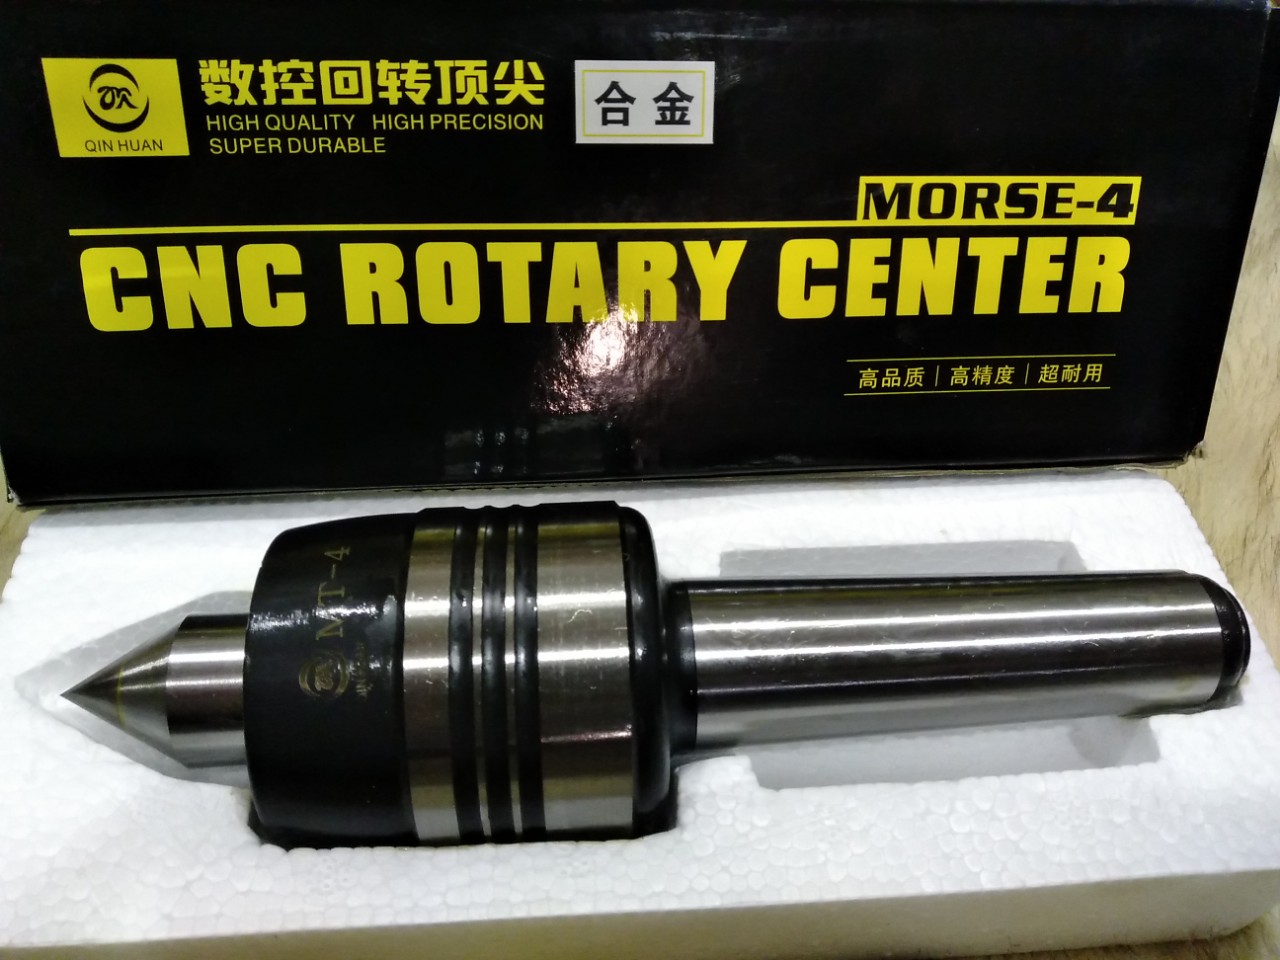 QIN HUAN
数控回转顶尖
HIGH QUALITY HIGH PRECISION
SUPER DURABLE
合金
MORSE-4
CNC ROTARY CENTER
高品质 | 高精度 | 超耐用
MT-4